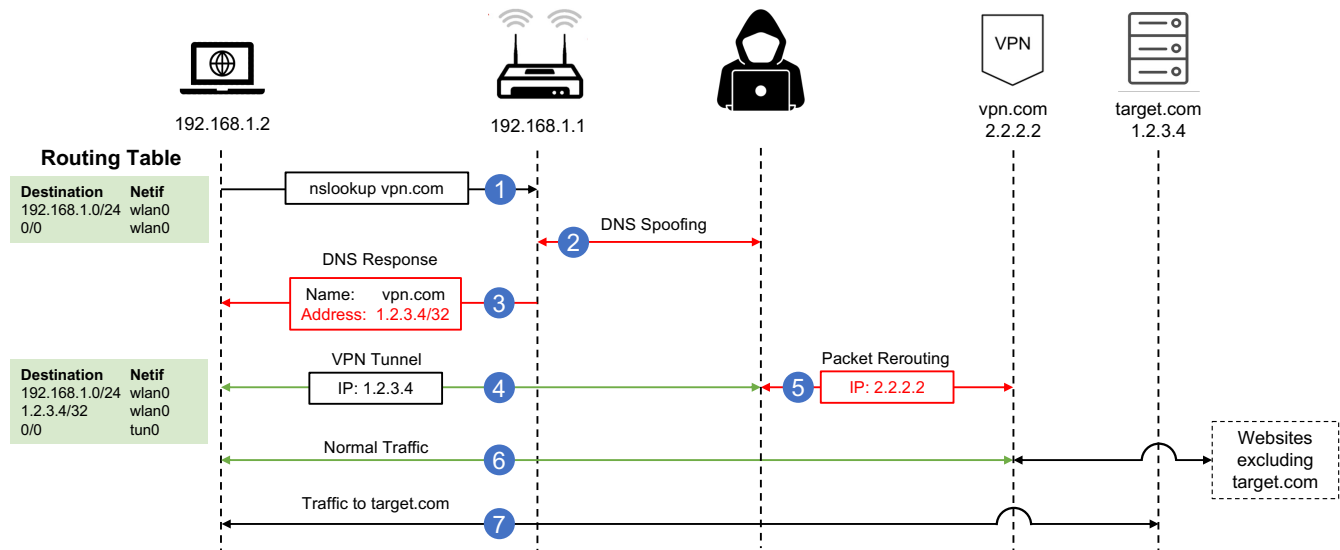 VPN
192.168.1.2
192.168.1.1
vpn.com
2.2.2.2
target.com
1.2.3.4
Routing Table
Destination Netif
192.168.1.0/24 wlan0
0/0 wlan0
nslookup vpn.com
1
DNS Spoofing
2
DNS Response
Name: vpn.com
Address: 1.2.3.4/32
3
Destination Netif
192.168.1.0/24 wlan0
1.2.3.4/32 wlan0
0/0 tun0
VPN Tunnel
IP: 1.2.3.4
4
Packet Rerouting
5
IP: 2.2.2.2
Normal Traffic
6
Websites
excluding
target.com
Traffic to target.com
7